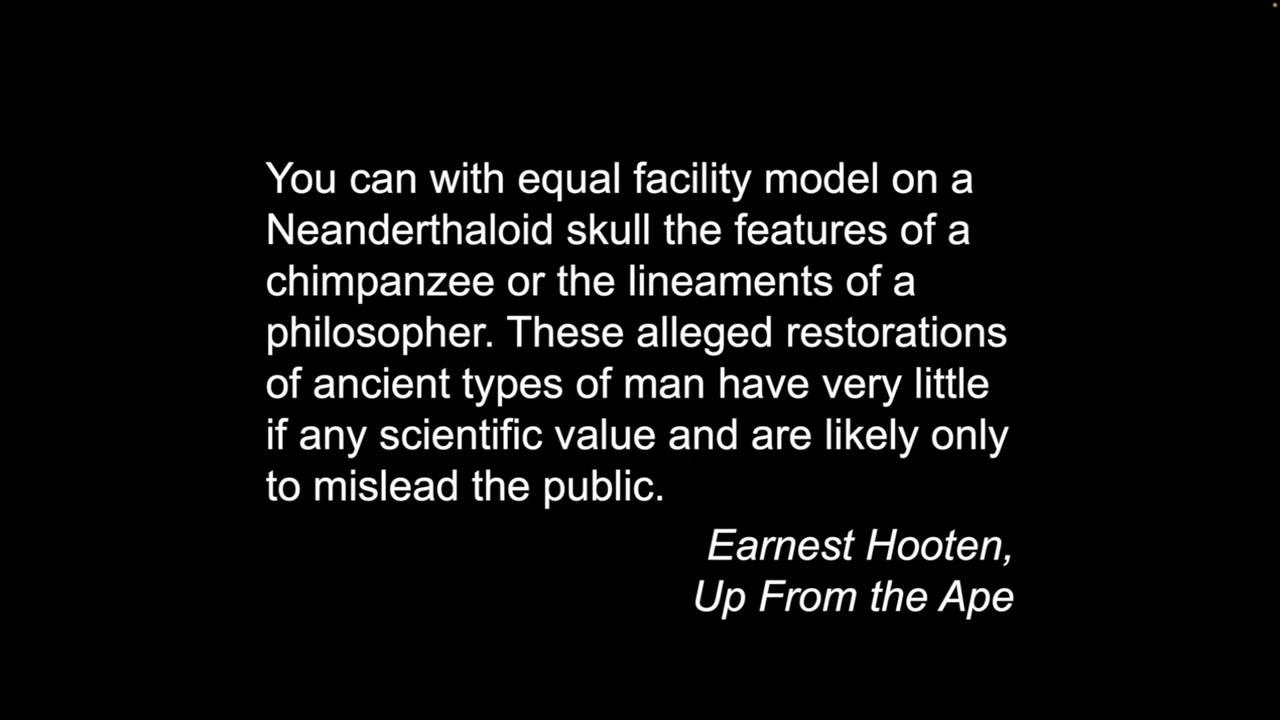 You can with equal facility model on a
Neanderthaloid skull the features of a
chimpanzee or the lineaments of a
philosopher. These alleged restorations
of ancient types of man have very little
if any scientific value and are likely only
to mislead the public.
Earnest Hooten,
Up From the Ape